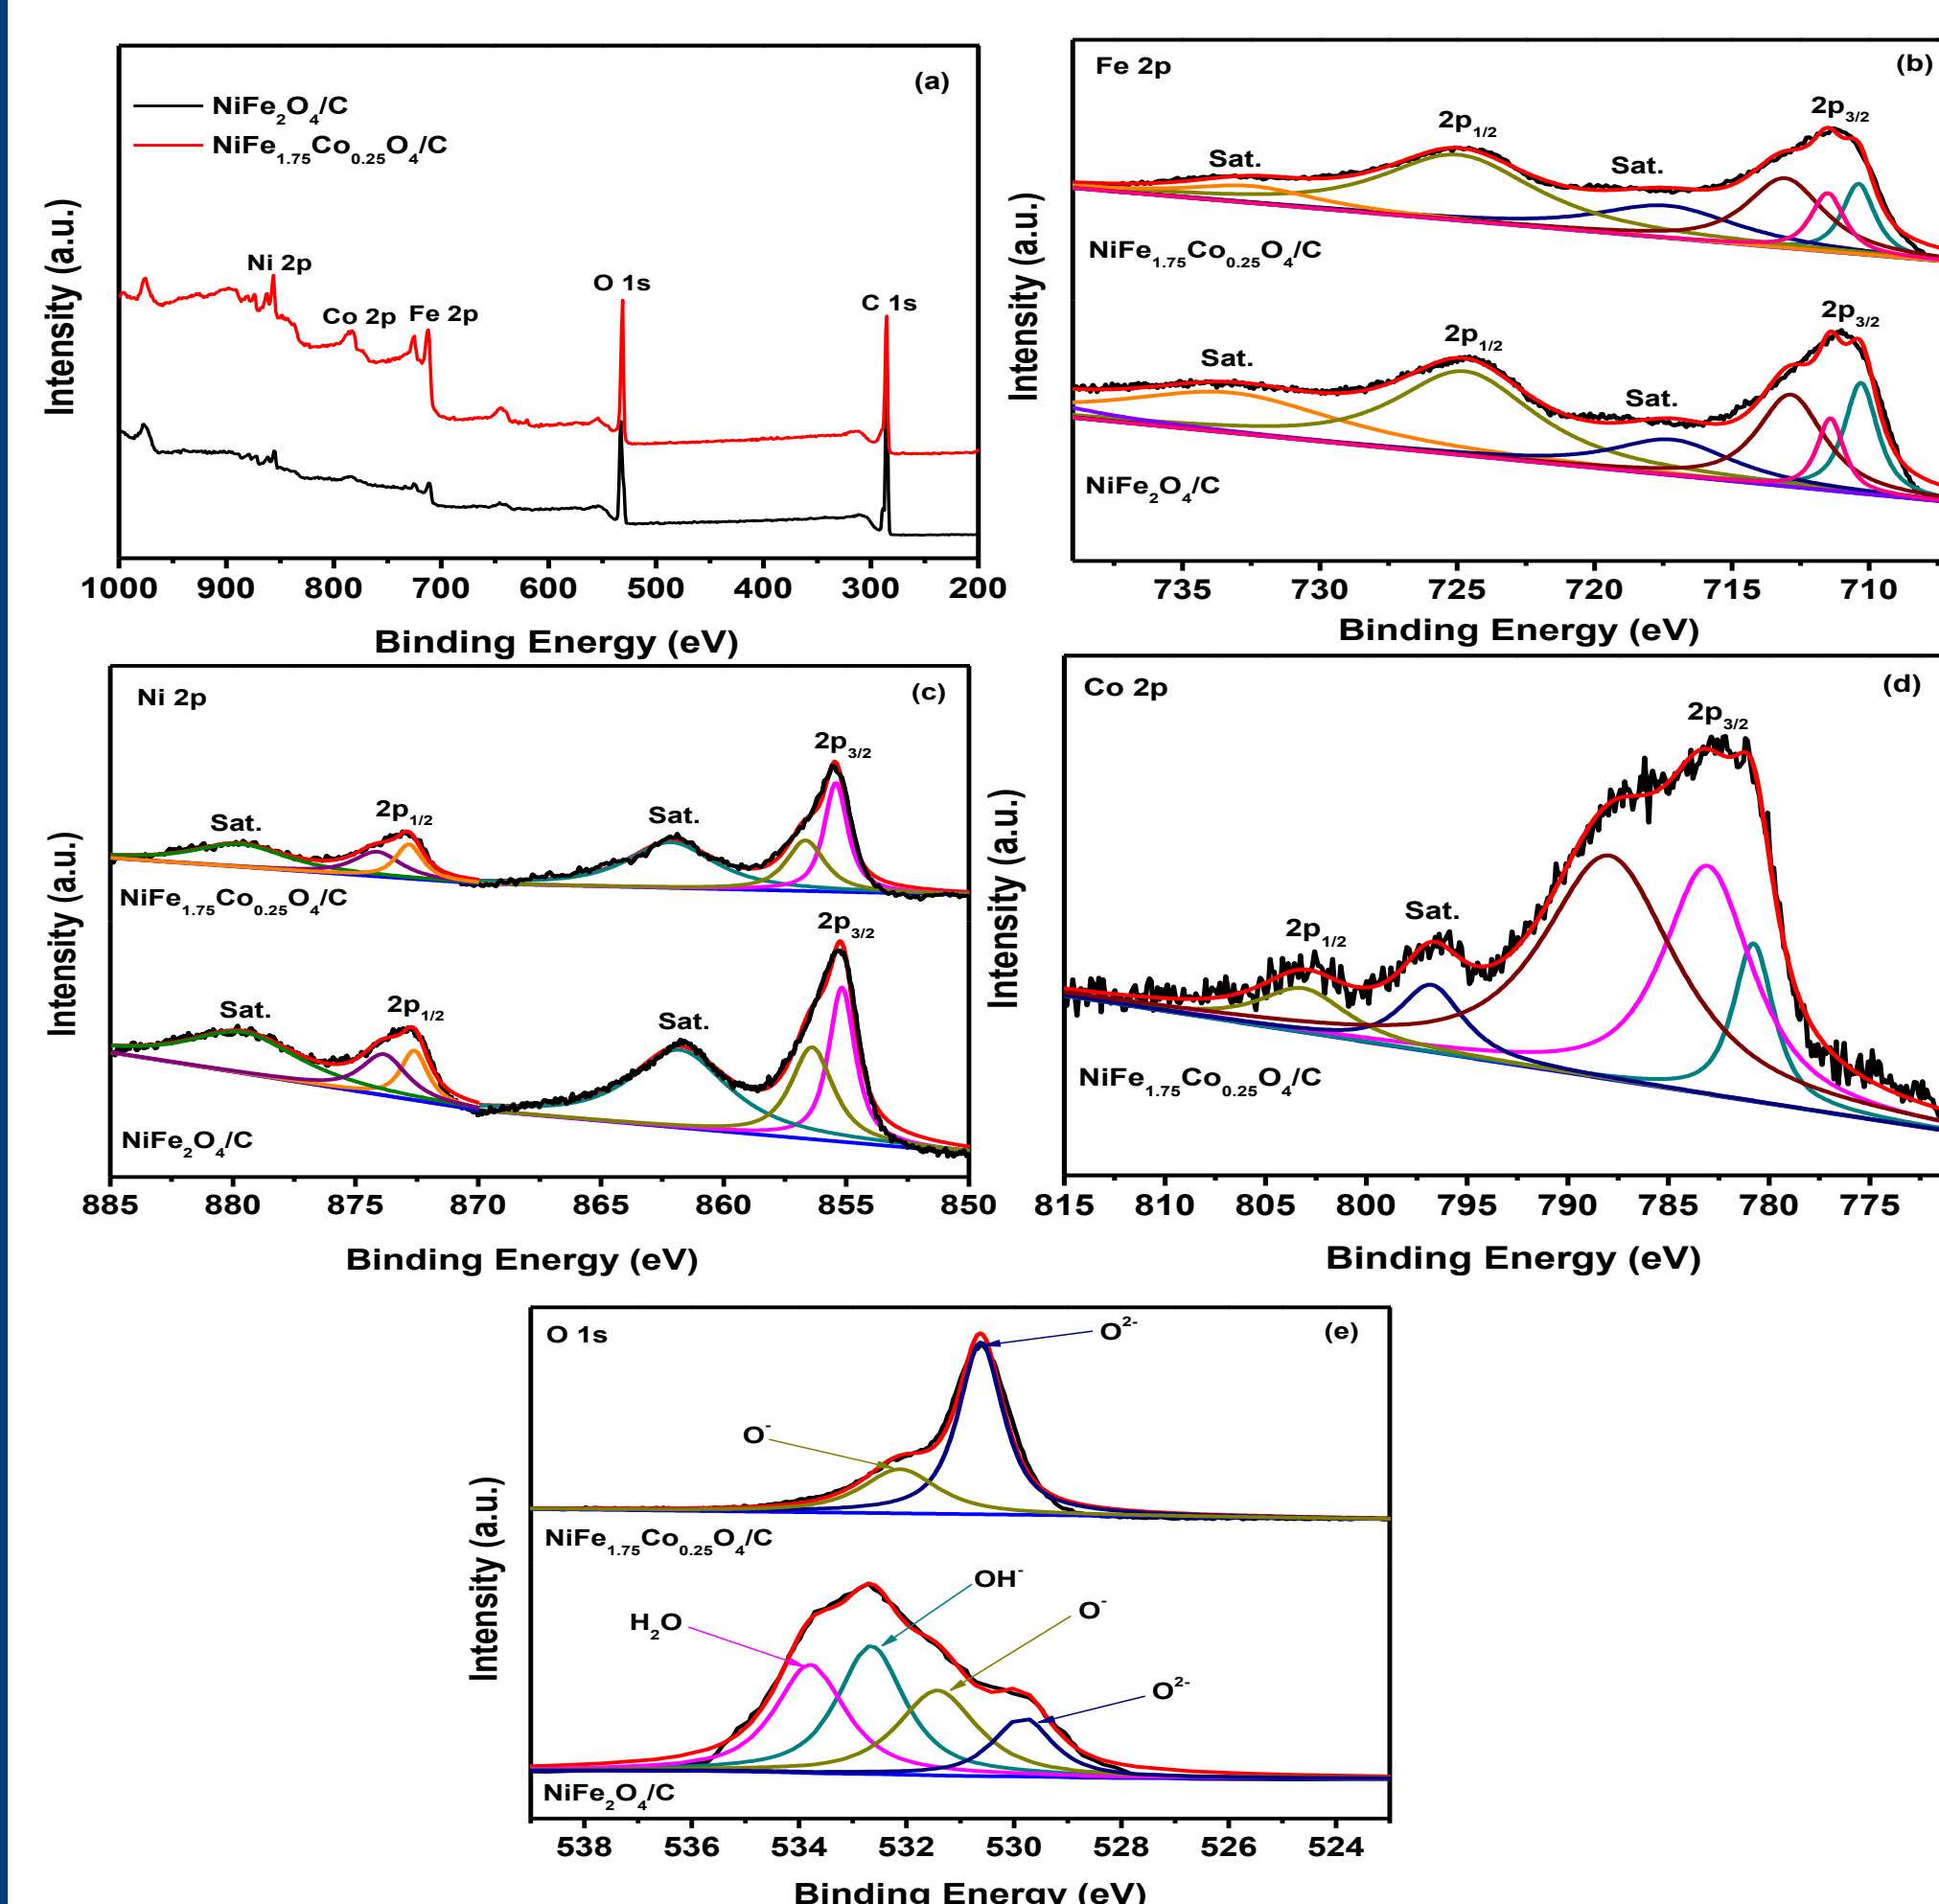 (a)
NiFe2O4/C
NiFe1.75Co0.25O4/C
Ni 2p
Co 2p
Fe 2p
O 1s
C 1s
Intensity (a.u.)
1000 900 800 700 600 500 400 300 200
Binding Energy (eV)
Fe 2p
(b)
2p3/2
2p1/2
Sat.
Sat.
NiFe1.75Co0.25O4/C
2p3/2
2p1/2
Sat.
Sat.
NiFe2O4/C
Intensity (a.u.)
735 730 725 720 715 710
Binding Energy (eV)
Ni 2p
(c)
2p3/2
Sat.
2p1/2
Sat.
NiFe1.75Co0.25O4/C
2p3/2
Sat.
2p1/2
Sat.
NiFe2O4/C
Intensity (a.u.)
885 880 875 870 865 860 855 850
Binding Energy (eV)
Co 2p
(d)
2p3/2
Sat.
2p1/2
NiFe1.75Co0.25O4/C
Intensity (a.u.)
815 810 805 800 795 790 785 780 775
Binding Energy (eV)
O 1s
(e)
O2-
O-
NiFe1.75Co0.25O4/C
OH-
H2O
O-
O2-
NiFe2O4/C
Intensity (a.u.)
538 536 534 532 530 528 526 524
Binding Energy (eV)